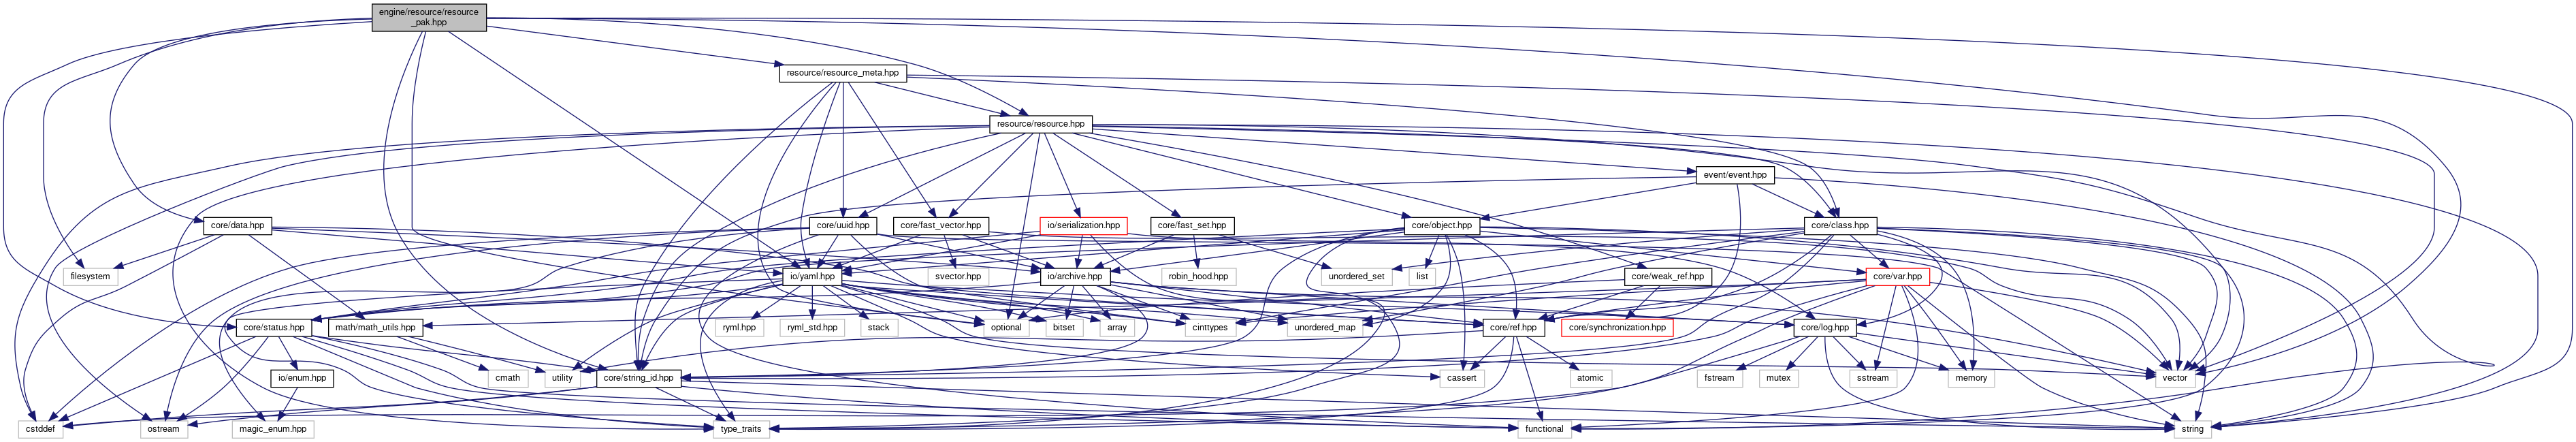 engine/resource/resource
_pak.hpp
resource/resource_meta.hpp
resource/resource.hpp
event/event.hpp
core/data.hpp
core/uuid.hpp
core/fast_vector.hpp
io/serialization.hpp
core/fast_set.hpp
core/object.hpp
core/class.hpp
filesystem
io/yaml.hpp
svector.hpp
io/archive.hpp
robin_hood.hpp
unordered_set
list
core/weak_ref.hpp
core/var.hpp
core/status.hpp
math/math_utils.hpp
ryml.hpp
ryml_std.hpp
stack
optional
bitset
array
cinttypes
unordered_map
core/ref.hpp
core/synchronization.hpp
core/log.hpp
io/enum.hpp
cmath
utility
core/string_id.hpp
cassert
atomic
fstream
mutex
sstream
memory
vector
cstddef
ostream
magic_enum.hpp
type_traits
functional
string